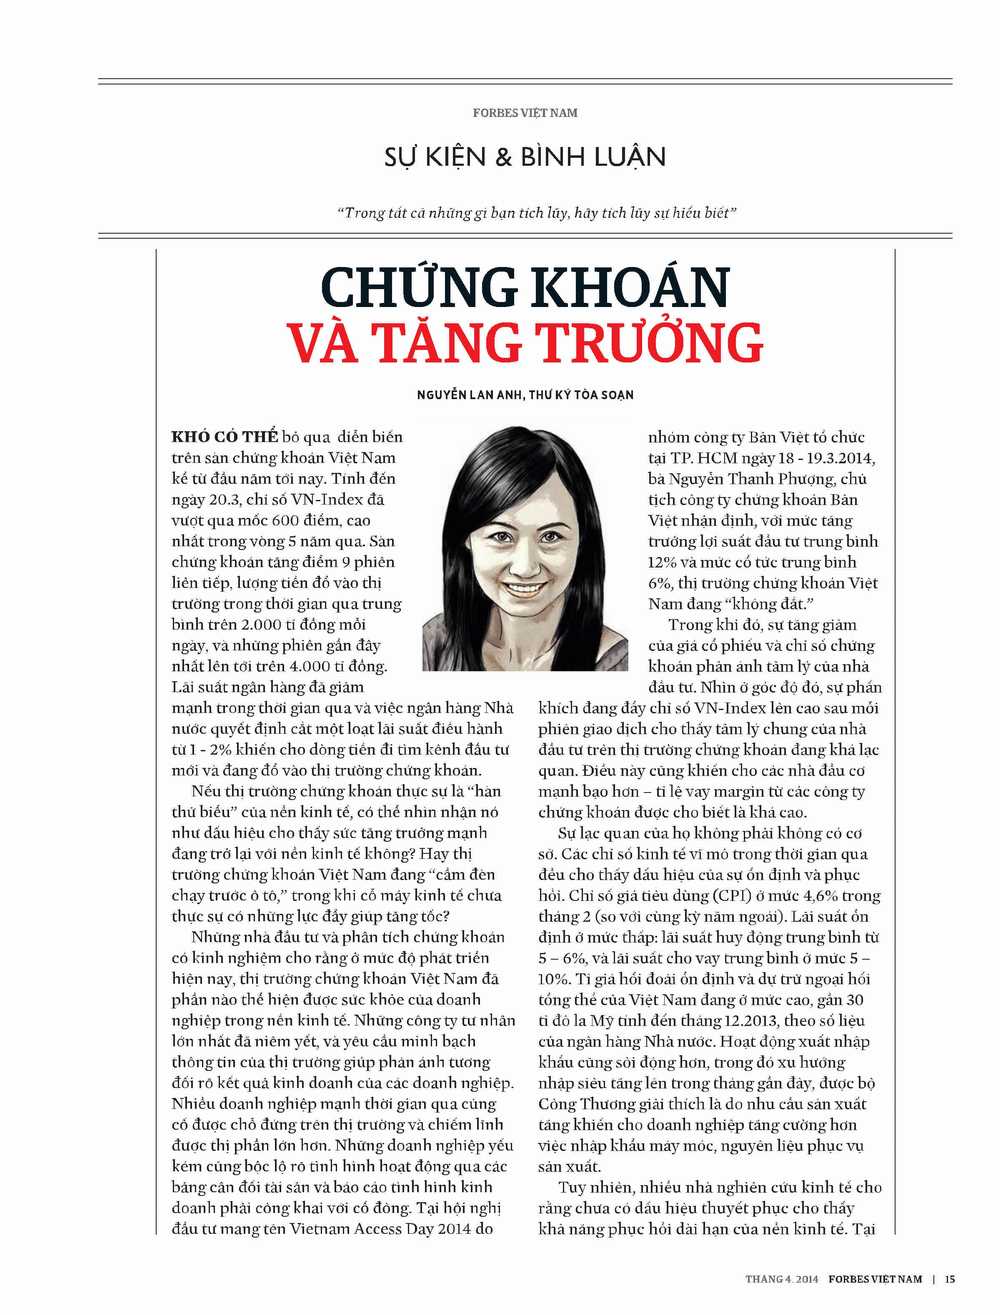 FORBES VIỆT NAM
SỰ KIỆN & BÌNH LUẬN
“Trong tất cả những gì bạn tích lũy, hãy tích lũy sự hiểu biết”
CHỨNG KHOÁN
VÀ TĂNG TRƯỞNG
NGUYỄN LAN ANH, THƯ KÝ TÒA SOẠN
KHÓ CÓ THỂ bỏ qua diễn biến
trên sàn chứng khoán Việt Nam
kể từ đầu năm tới nay. Tính đến
ngày 20.3, chỉ số VN-Index đã
vượt qua mốc 600 điểm, cao
nhất trong vòng 5 năm qua. Sàn
chứng khoán tăng điểm 9 phiên
liên tiếp, lượng tiền đổ vào thị
trường trong thời gian qua trung
bình trên 2.000 tỉ đồng mỗi
ngày, và những phiên gần đây
nhất lên tới trên 4.000 tỉ đồng.
Lãi suất ngân hàng đã giảm
mạnh trong thời gian qua và việc ngân hàng Nhà
nước quyết định cắt một loạt lãi suất điều hành
từ 1 - 2% khiến cho dòng tiền đi tìm kênh đầu tư
mới và đang đổ vào thị trường chứng khoán.
Nếu thị trường chứng khoán thực sự là “hàn
thử biểu” của nền kinh tế, có thể nhìn nhận nó
như dấu hiệu cho thấy sức tăng trưởng mạnh
đang trở lại với nền kinh tế không? Hay thị
trường chứng khoán Việt Nam đang “cầm đèn
chạy trước ô tô,” trong khi cỗ máy kinh tế chưa
thực sự có những lực đẩy giúp tăng tốc?
Những nhà đầu tư và phân tích chứng khoán
có kinh nghiệm cho rằng ở mức độ phát triển
hiện nay, thị trường chứng khoán Việt Nam đã
phần nào thể hiện được sức khỏe của doanh
nghiệp trong nền kinh tế. Những công ty tư nhân
lớn nhất đã niêm yết, và yêu cầu minh bạch
thông tin của thị trường giúp phản ánh tương
đối rõ kết quả kinh doanh của các doanh nghiệp.
Nhiều doanh nghiệp mạnh thời gian qua củng
cố được chỗ đứng trên thị trường và chiếm lĩnh
được thị phần lớn hơn. Những doanh nghiệp yếu
kém cũng bộc lộ rõ tình hình hoạt động qua các
bảng cân đối tài sản và báo cáo tình hình kinh
doanh phải công khai với cổ đông. Tại hội nghị
đầu tư mang tên Vietnam Access Day 2014 do
nhóm công ty Bản Việt tổ chức
tại TP. HCM ngày 18 - 19.3.2014,
bà Nguyễn Thanh Phượng, chủ
tịch công ty chứng khoán Bản
Việt nhận định, với mức tăng
trưởng lợi suất đầu tư trung bình
12% và mức cổ tức trung bình
6%, thị trường chứng khoán Việt
Nam đang “không đắt.”
Trong khi đó, sự tăng giảm
của giá cổ phiếu và chỉ số chứng
khoán phản ánh tâm lý của nhà
đầu tư. Nhìn ở góc độ đó, sự phấn
khích đang đẩy chỉ số VN-Index lên cao sau mỗi
phiên giao dịch cho thấy tâm lý chung của nhà
đầu tư trên thị trường chứng khoán đang khá lạc
quan. Điều này cũng khiến cho các nhà đầu cơ
mạnh bạo hơn – tỉ lệ vay margin từ các công ty
chứng khoán được cho biết là khá cao.
Sự lạc quan của họ không phải không có cơ
sở. Các chỉ số kinh tế vĩ mô trong thời gian qua
đều cho thấy dấu hiệu của sự ổn định và phục
hồi. Chỉ số giá tiêu dùng (CPI) ở mức 4,6% trong
tháng 2 (so với cùng kỳ năm ngoái). Lãi suất ổn
định ở mức thấp: lãi suất huy động trung bình từ
5 – 6%, và lãi suất cho vay trung bình ở mức 5 –
10%. Tỉ giá hối đoái ổn định và dự trữ ngoại hối
tổng thể của Việt Nam đang ở mức cao, gần 30
tỉ đô la Mỹ tính đến tháng 12.2013, theo số liệu
của ngân hàng Nhà nước. Hoạt động xuất nhập
khẩu cũng sôi động hơn, trong đó xu hướng
nhập siêu tăng lên trong tháng gần đây, được bộ
Công Thương giải thích là do nhu cầu sản xuất
tăng khiến cho doanh nghiệp tăng cường hơn
việc nhập khẩu máy móc, nguyên liệu phục vụ
sản xuất.
Tuy nhiên, nhiều nhà nghiên cứu kinh tế cho
rằng chưa có dấu hiệu thuyết phục cho thấy
khả năng phục hồi dài hạn của nền kinh tế. Tại
THÁNG 4. 2014 FORBES VIỆT NAM | 15